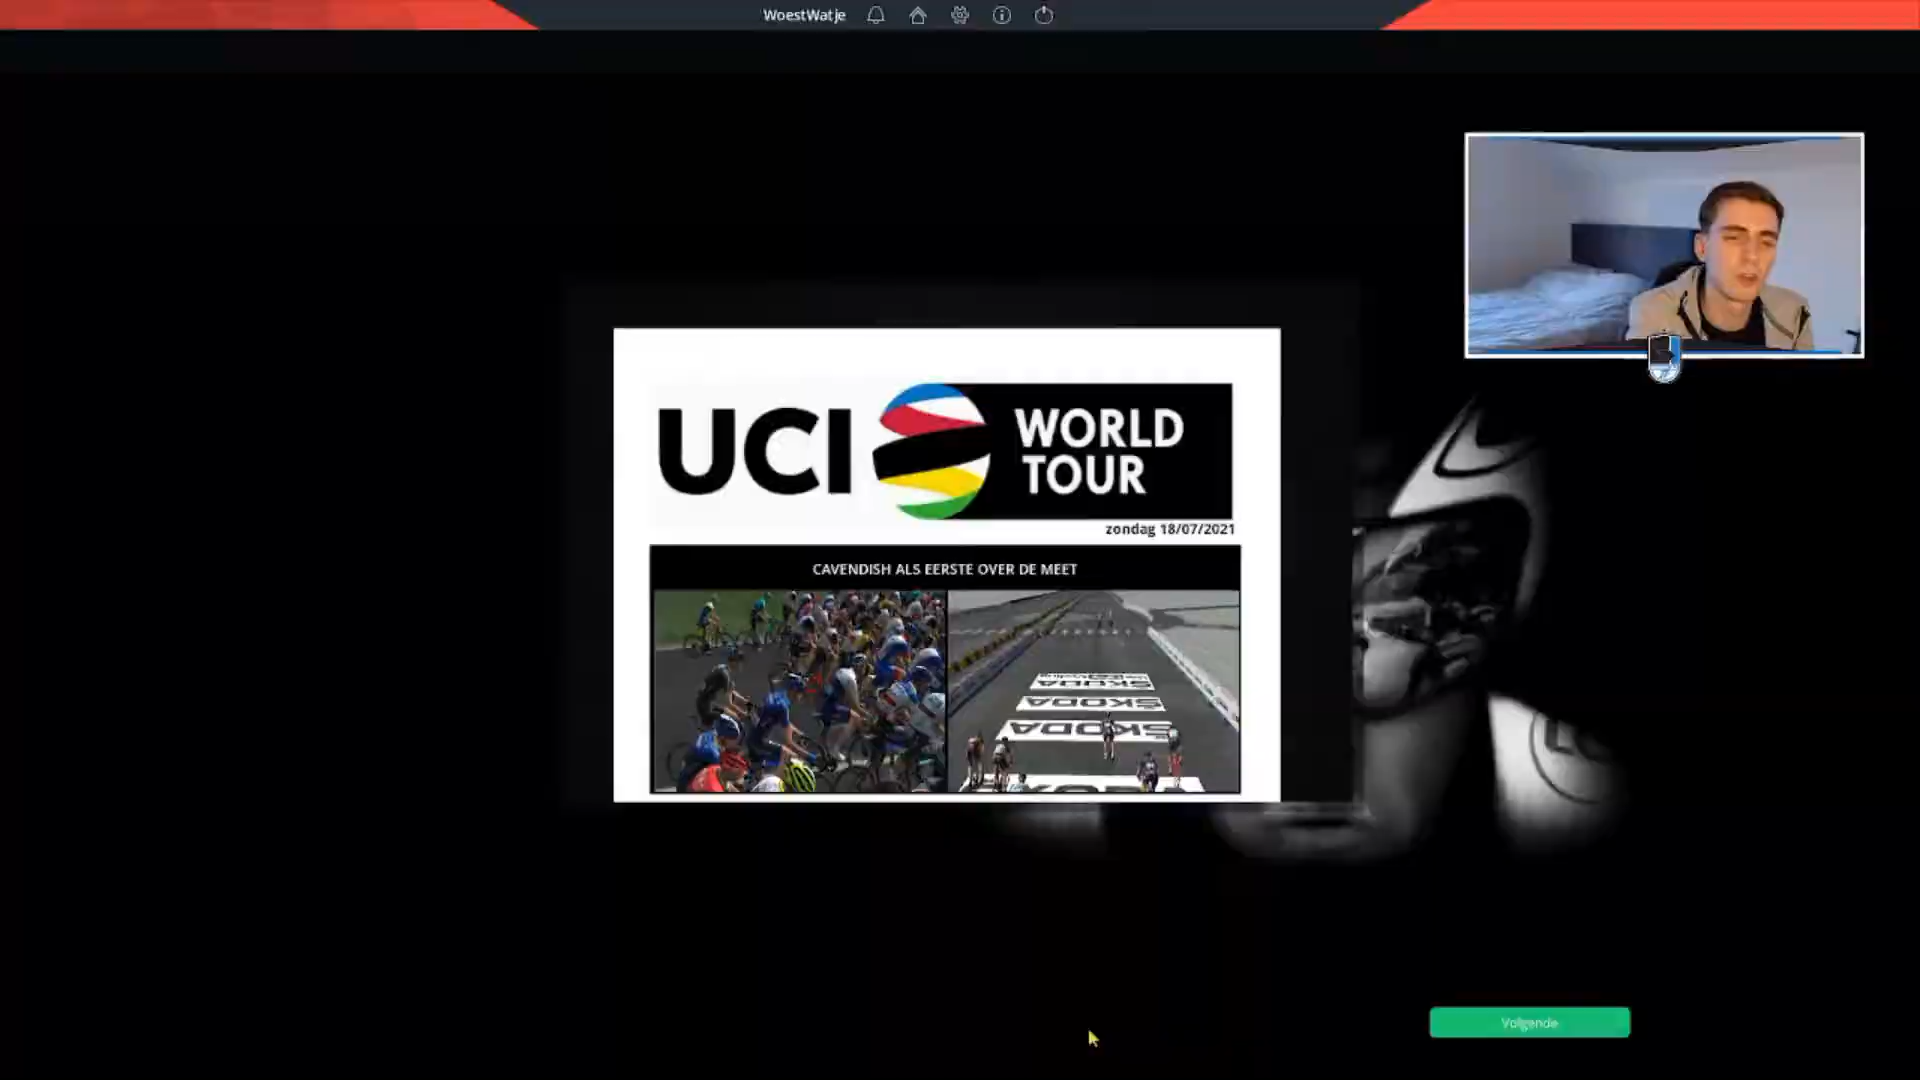 WoestWatje
UCI WORLD
TOUR
zondag 18/07/2021
CAVENDISH ALS EERSTE OVER DE MEET
ŠKODA
ŠKODA
ŠKODA
Volgende